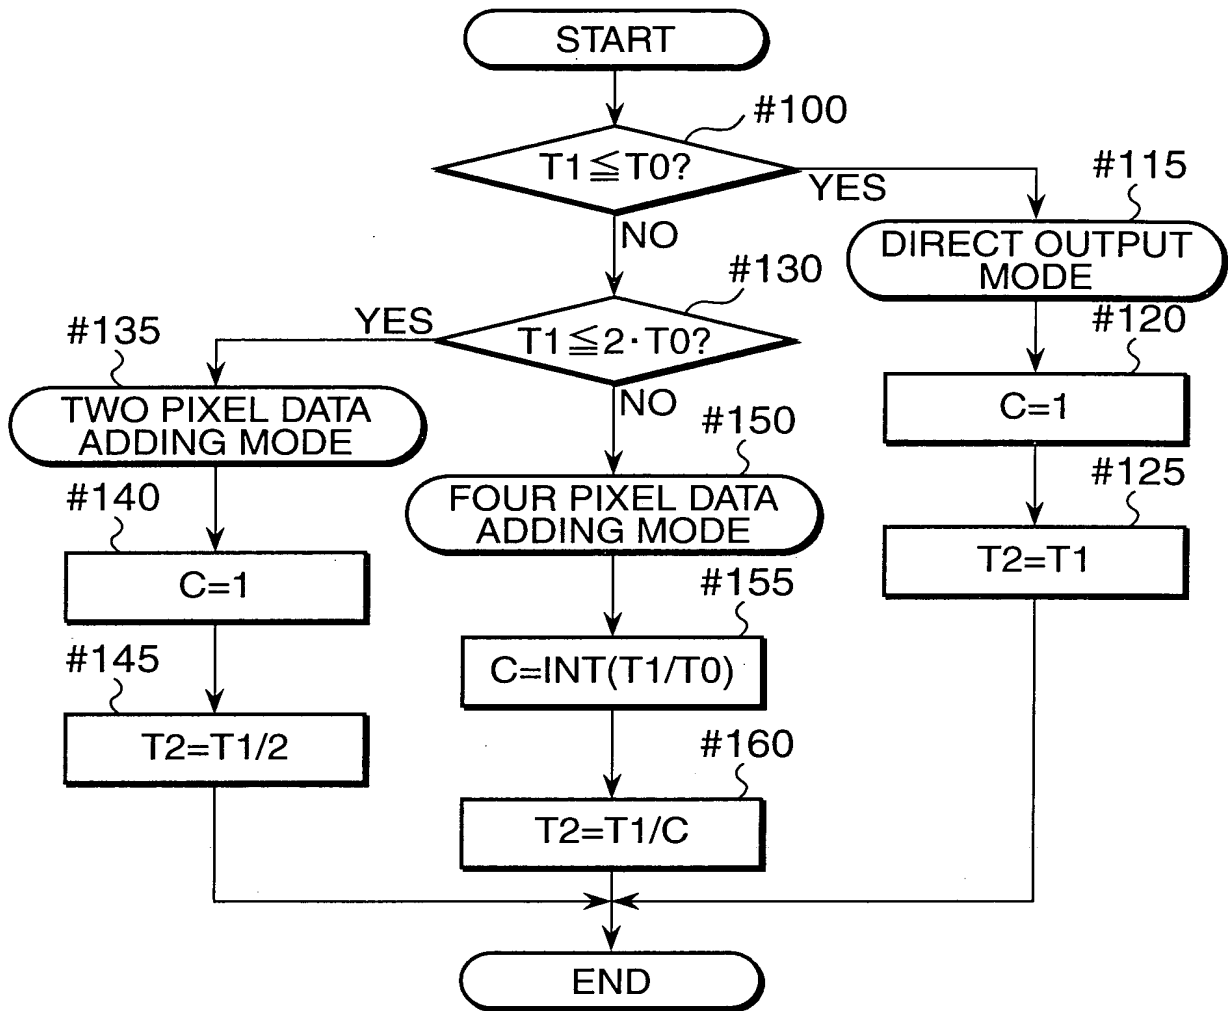 START
#100
T1≦T0?
YES
NO
#115
DIRECT OUTPUT
MODE
#120
C=1
#125
T2=T1
#130
T1≦2·T0?
YES
NO
#135
TWO PIXEL DATA
ADDING MODE
#140
C=1
#145
T2=T1/2
#150
FOUR PIXEL DATA
ADDING MODE
#155
C=INT(T1/T0)
#160
T2=T1/C
END